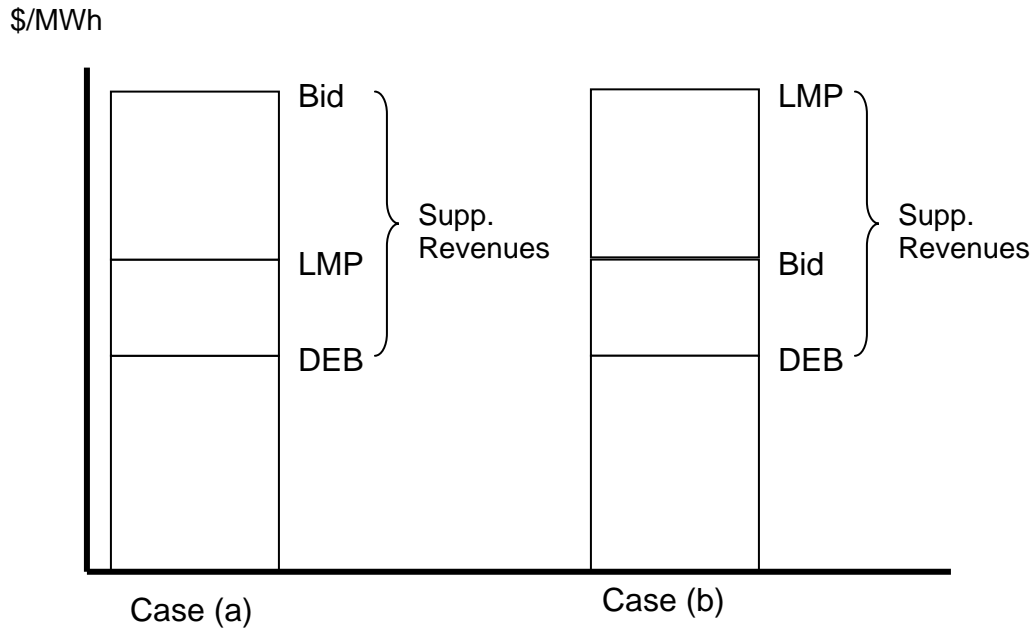 $/MWh
Bid
LMP
DEB
Supp.
Revenues
Case (a)
LMP
Bid
DEB
Supp.
Revenues
Case (b)